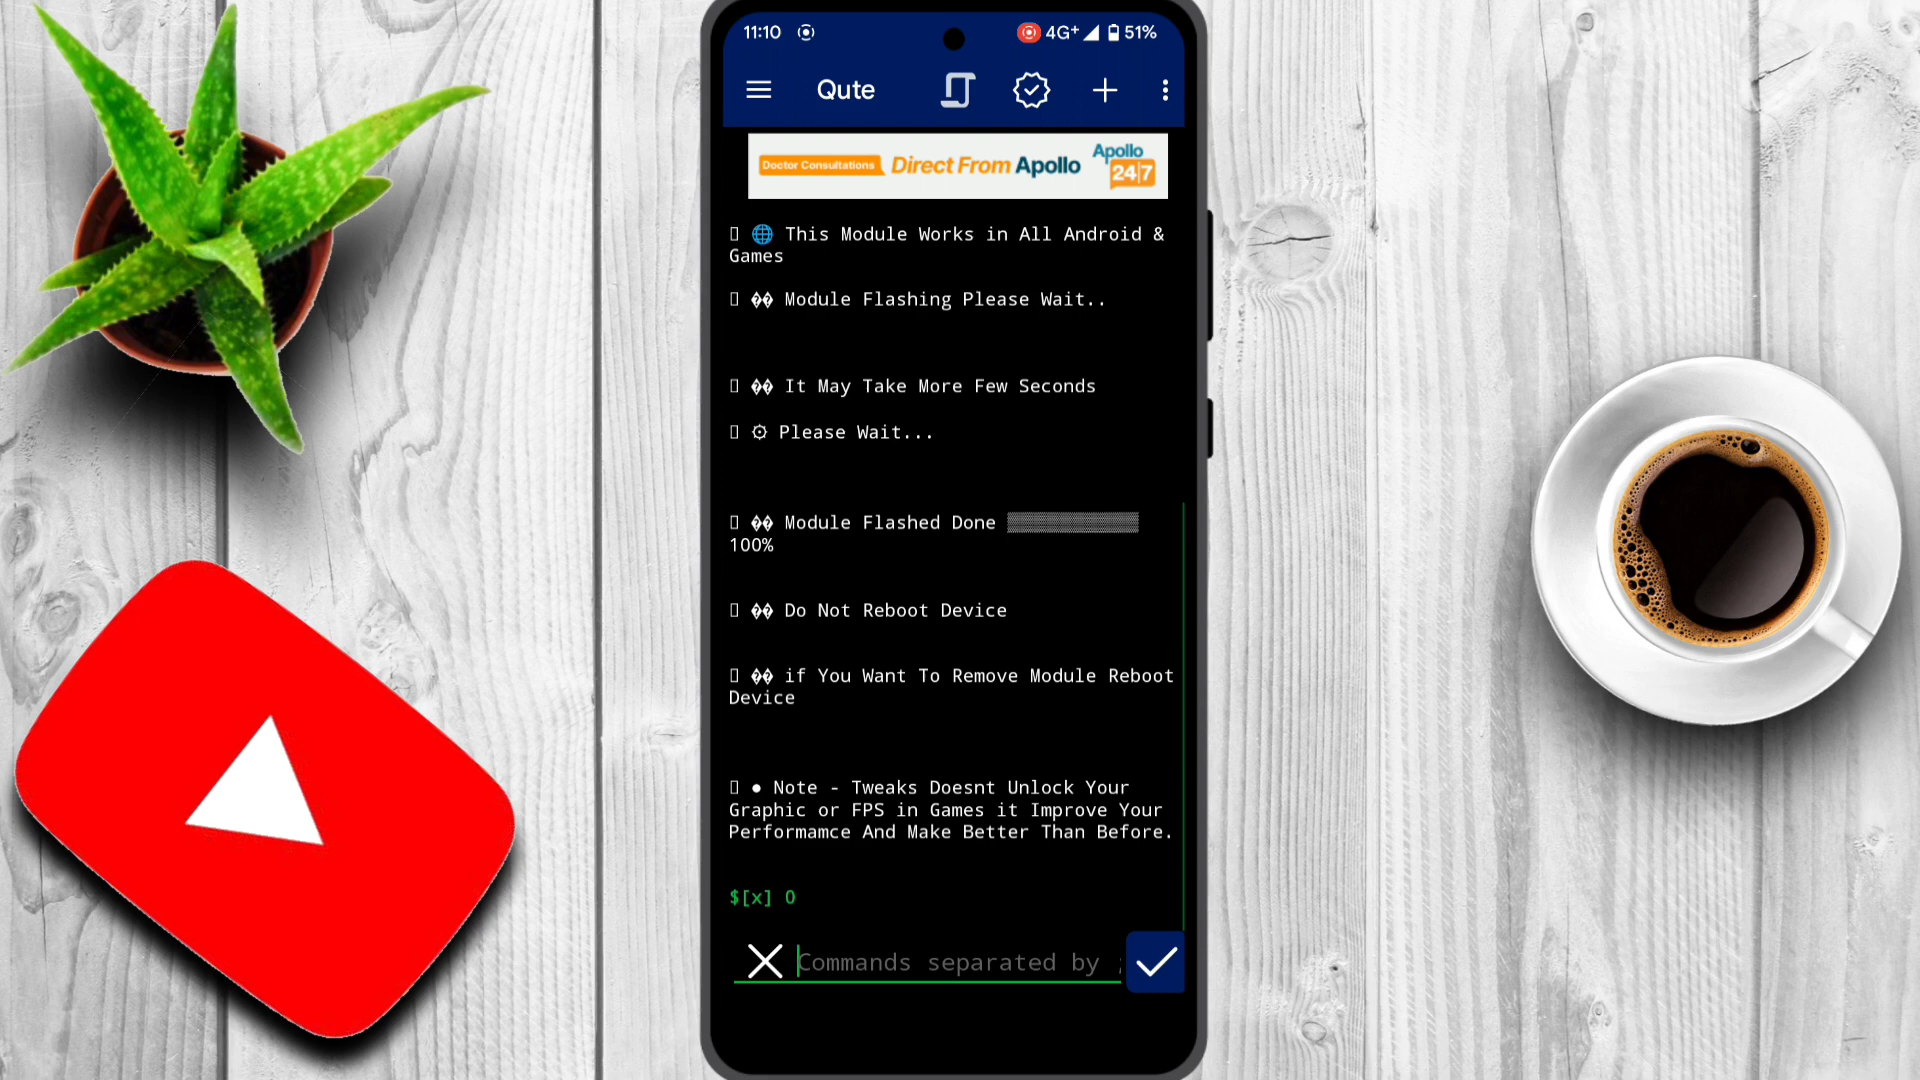 11:10 4G+ 51%
Qute
Doctor Consultations Direct From Apollo Apollo 24|7
🌐 This Module Works in All Android &
Games
�� Module Flashing Please Wait..
�� It May Take More Few Seconds
⚙ Please Wait...
�� Module Flashed Done ▒▒▒▒▒▒▒▒▒▒▒▒
100%
�� Do Not Reboot Device
�� if You Want To Remove Module Reboot
Device
● Note - Tweaks Doesnt Unlock Your
Graphic or FPS in Games it Improve Your
Performamce And Make Better Than Before.
$[x] 0
Commands separated by ;